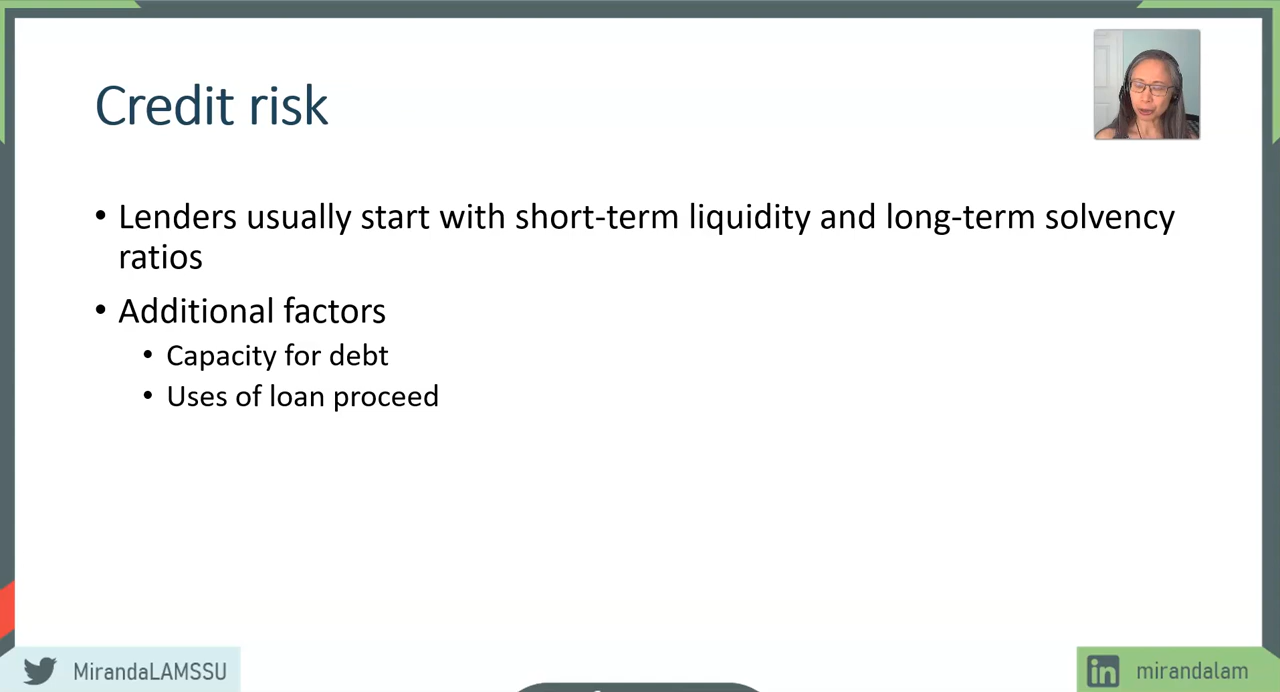 Credit risk
• Lenders usually start with short-term liquidity and long-term solvency
ratios
• Additional factors
• Capacity for debt
• Uses of loan proceed
MirandaLAMSSU
in mirandalam